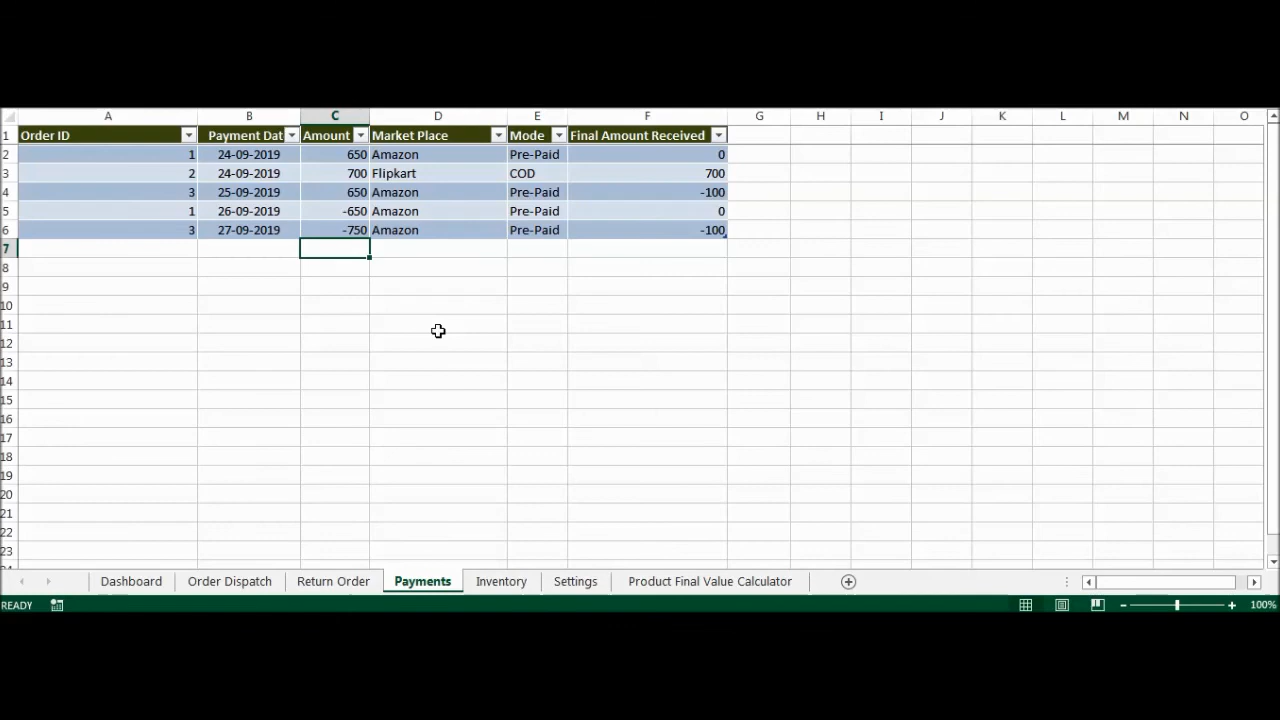 A B C D E F G H I J K L M N O
1 Order ID Payment Dat Amount Market Place Mode Final Amount Received
2 1 24-09-2019 650 Amazon Pre-Paid 0
3 2 24-09-2019 700 Flipkart COD 700
4 3 25-09-2019 650 Amazon Pre-Paid -100
5 1 26-09-2019 -650 Amazon Pre-Paid 0
6 3 27-09-2019 -750 Amazon Pre-Paid -100
7
8
9
10
11
12
13
14
15
16
17
18
19
20
21
22
23
Dashboard Order Dispatch Return Order Payments Inventory Settings Product Final Value Calculator
READY 100%